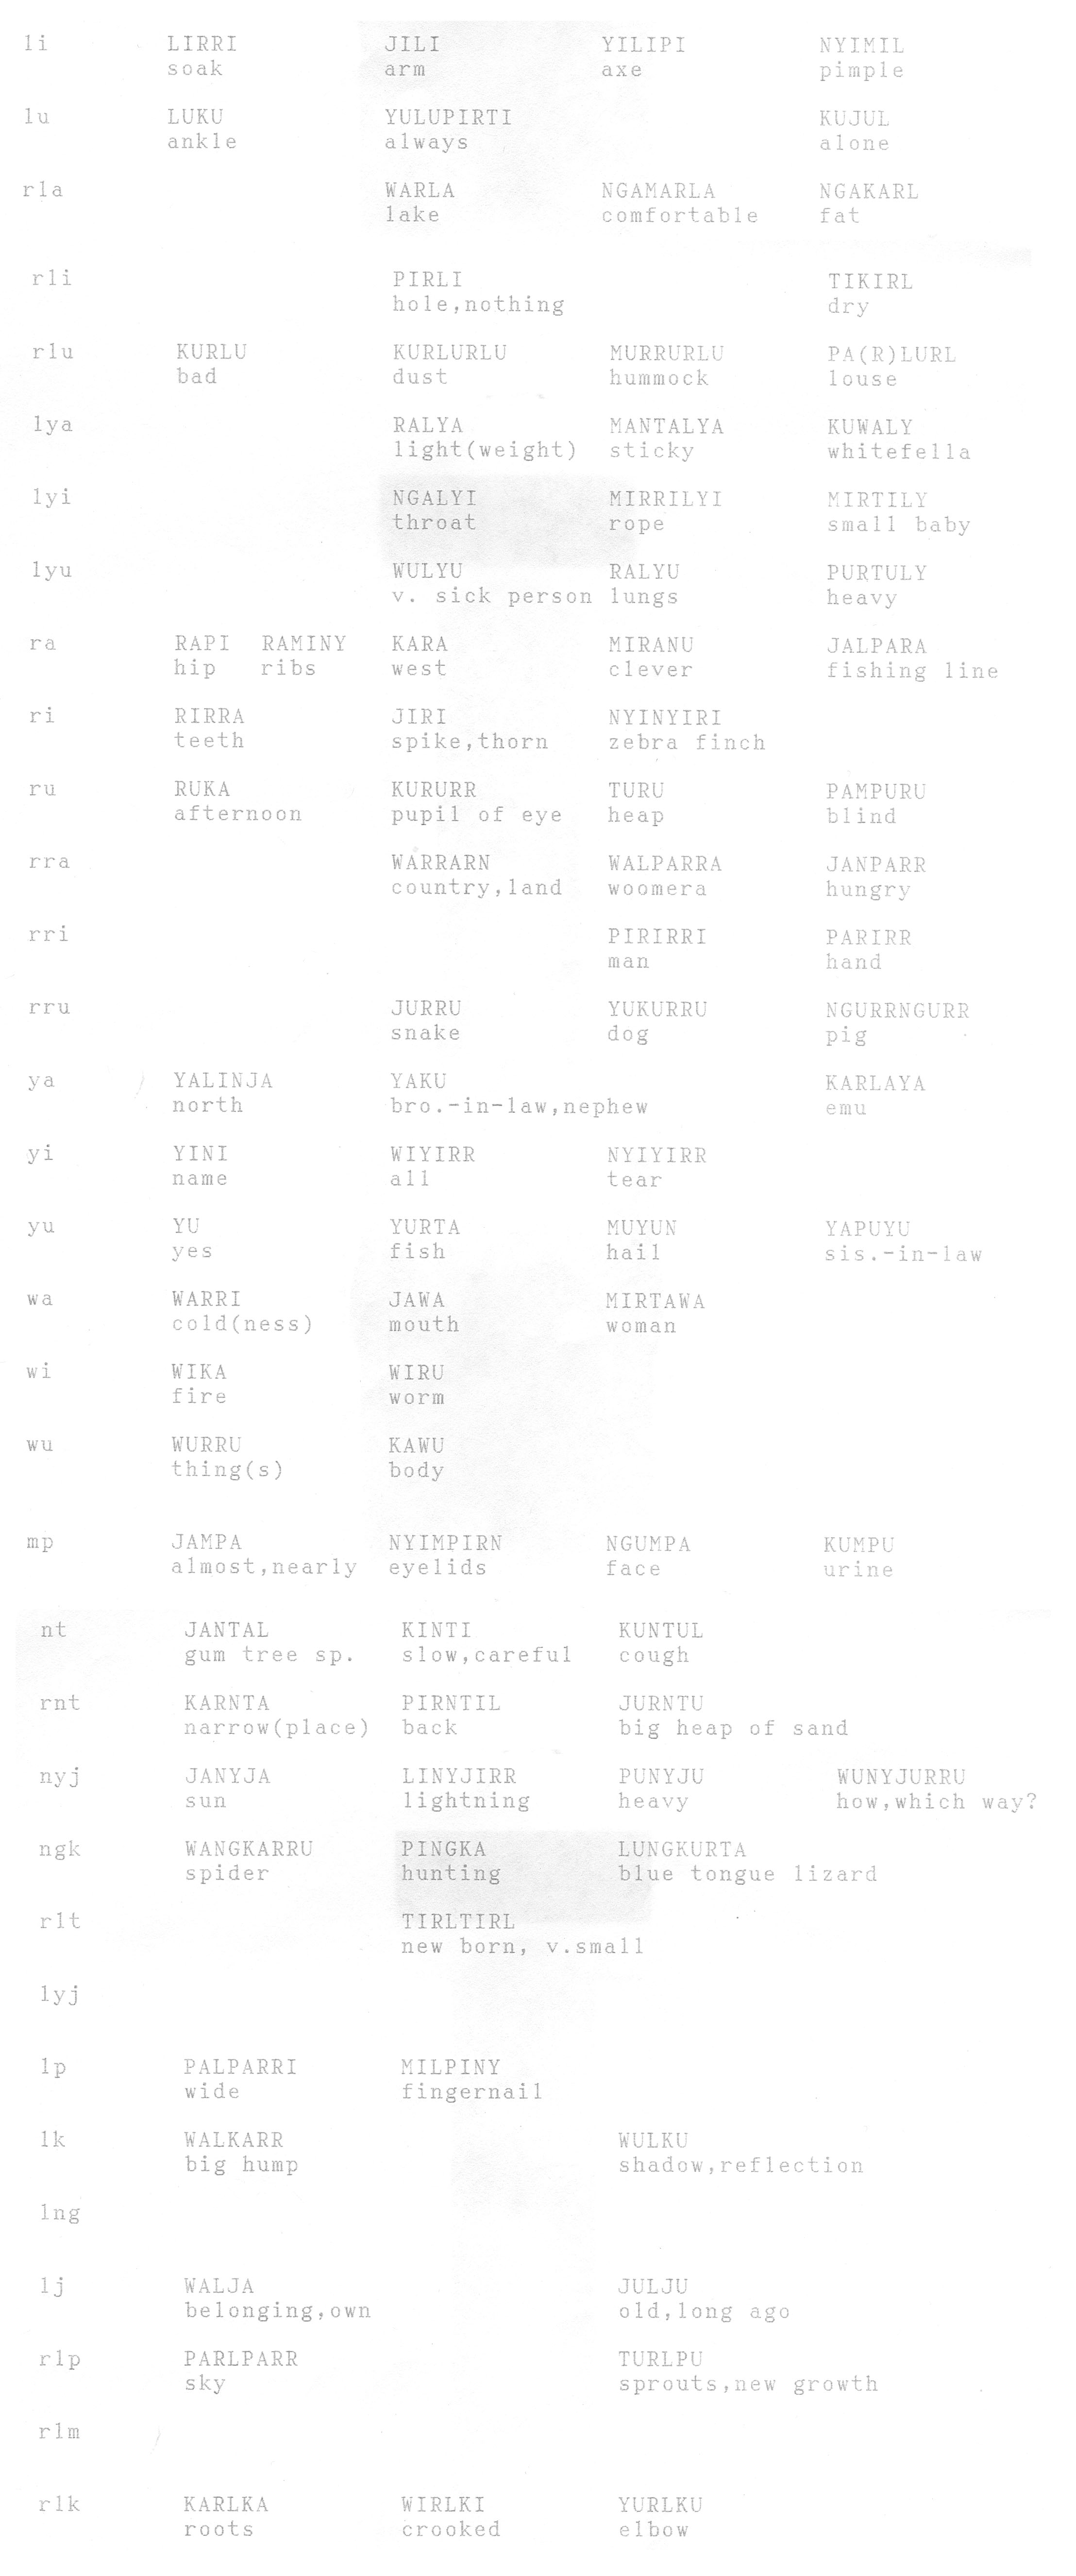 li LIRRI JILI YILIPI NYIMIL
soak arm axe pimple
lu LUKU YULUPIRTI KUJUL
ankle always alone
rla WARLA NGAMARLA NGAKARL
lake comfortable fat
rli PIRLI TIKIRL
hole,nothing dry
rlu KURLU KURLURLU MURRURLU PA(R)LURL
bad dust hummock louse
lya RALYA MANTALYA KUWALY
light(weight) sticky whitefella
lyi NGALYI MIRRILYI MIRTILY
throat rope small baby
lyu WULYU RALYU PURTULY
v. sick person lungs heavy
ra RAPI RAMINY KARA MIRANU JALPARA
hip ribs west clever fishing line
ri RIRRA JIRI NYINYIRI
teeth spike,thorn zebra finch
ru RUKA KURURR TURU PAMPURU
afternoon pupil of eye heap blind
rra WARRARN WALPARRA JANPARR
country,land woomera hungry
rri PIRIRRI PARIRR
man hand
rru JURRU YUKURRU NGURRNGURR
snake dog pig
ya YALINJA YAKU KARLAYA
north bro.-in-law,nephew emu
yi YINI WIYIRR NYIYIRR
name all tear
yu YU YURTA MUYUN YAPUYU
yes fish hail sis.-in-law
wa WARRI JAWA MIRTAWA
cold(ness) mouth woman
wi WIKA WIRU
fire worm
wu WURRU KAWU
thing(s) body
mp JAMPA NYIMPIRN NGUMPA KUMPU
almost,nearly eyelids face urine
nt JANTAL KINTI KUNTUL
gum tree sp. slow,careful cough
rnt KARNTA PIRNTIL JURNTU
narrow(place) back big heap of sand
nyj JANYJA LINYJIRR PUNYJU WUNYJURRU
sun lightning heavy how,which way?
ngk WANGKARRU PINGKA LUNGKURTA
spider hunting blue tongue lizard
rlt TIRLTIRL
new born, v.small
lyj
lp PALPARRI MILPINY
wide fingernail
lk WALKARR WULKU
big hump shadow,reflection
lng
lj WALJA JULJU
belonging,own old,long ago
rlp PARLPARR TURLPU
sky sprouts,new growth
rlm
rlk KARLKA WIRLKI YURLKU
roots crooked elbow